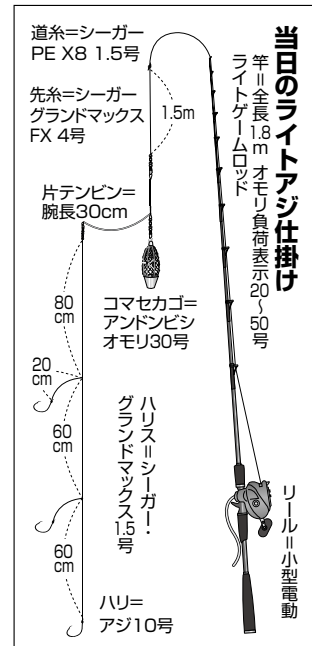 当日のライトアジ仕掛け
竿=全長1.8m オモリ負荷表示20〜50号
ライトゲームロッド
道糸=シーガー
PE X8 1.5号
先糸=シーガー
グランドマックス
FX 4号
1.5m
片テンビン=
腕長30cm
コマセカゴ=
アンドンビシ
オモリ30号
80
cm
20
cm
60
cm
60
cm
ハリス=シーガー・
グランドマックス1.5号
ハリ=
アジ10号
リール=小型電動